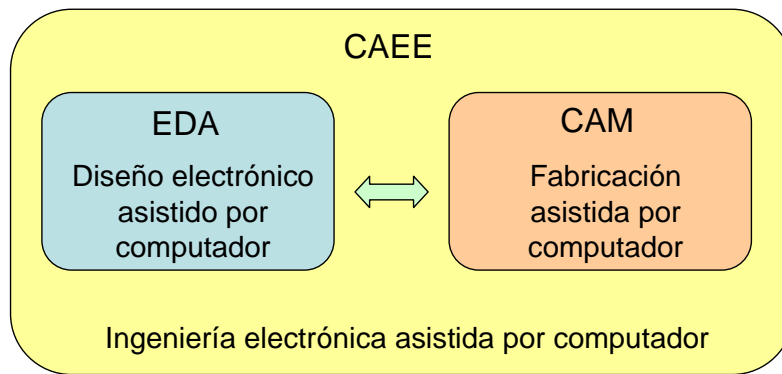 CAEE
EDA
Diseño electrónico
asistido por
computador
CAM
Fabricación
asistida por
computador
Ingeniería electrónica asistida por computador